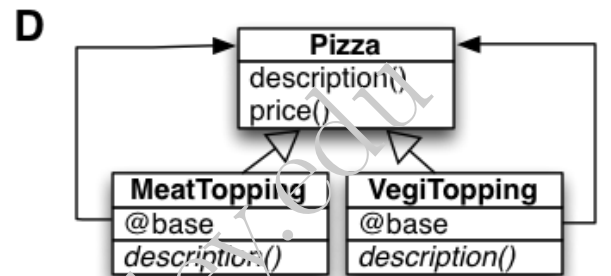 D
Pizza
description()
price()
MeatTopping
@base
description()
VegiTopping
@base
description()